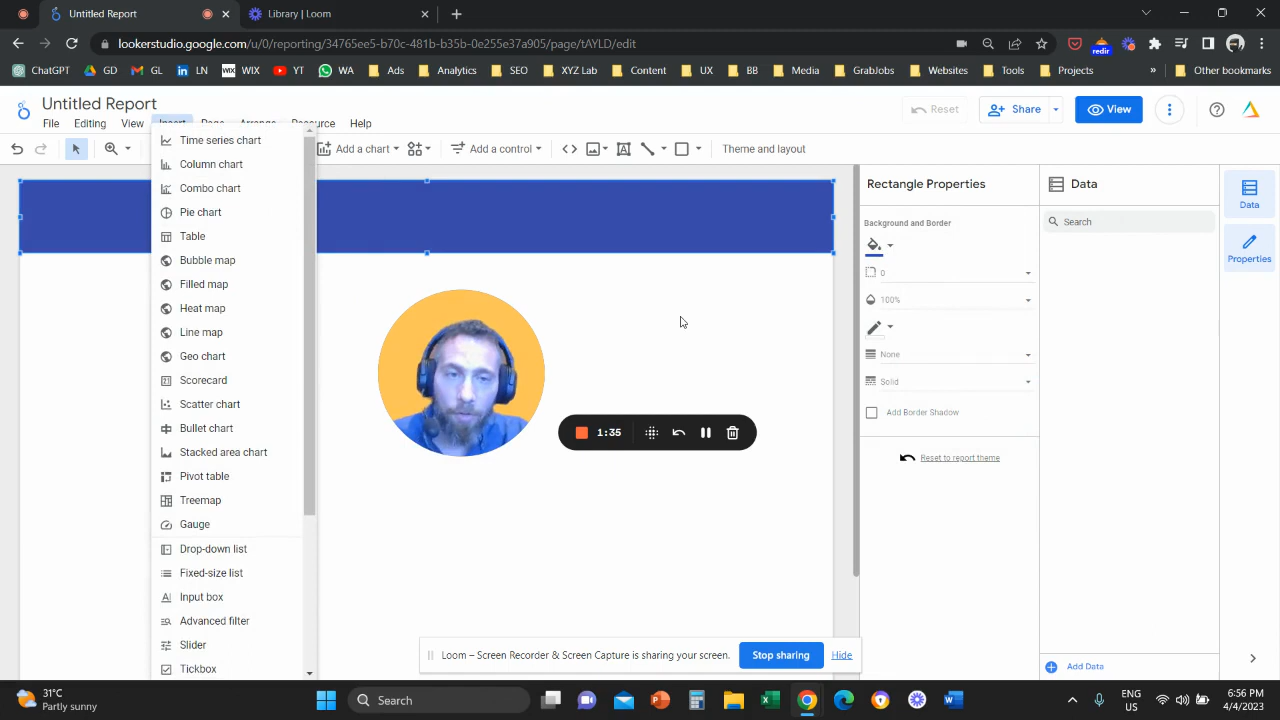 Untitled Report
Library | Loom
lookerstudio.google.com/u/0/reporting/34765ee5-b70c-481b-b35b-0e255e37a905/page/tAYLD/edit
redir
ChatGPT
GD
GL
LN
WIX
WIX
YT
WA
Ads
Analytics
SEO
XYZ Lab
Content
UX
BB
Media
GrabJobs
Websites
Tools
Projects
»
Other bookmarks
Untitled Report
Reset
Share
View
File
Editing
View
Insert
Page
Arrange
Resource
Help
Add a chart
Add a control
Theme and layout
Time series chart
Column chart
Combo chart
Pie chart
Table
Bubble map
Filled map
Heat map
Line map
Geo chart
Scorecard
Scatter chart
Bullet chart
Stacked area chart
Pivot table
Treemap
Gauge
Drop-down list
Fixed-size list
Input box
Advanced filter
Slider
Tickbox
1:35
Rectangle Properties
Background and Border
0
100%
None
Solid
Add Border Shadow
Reset to report theme
Data
Search
Add Data
Data
Properties
Loom – Screen Recorder & Screen Capture is sharing your screen.
Stop sharing
Hide
31°C
Partly sunny
Search
ENG
US
6:56 PM
4/4/2023